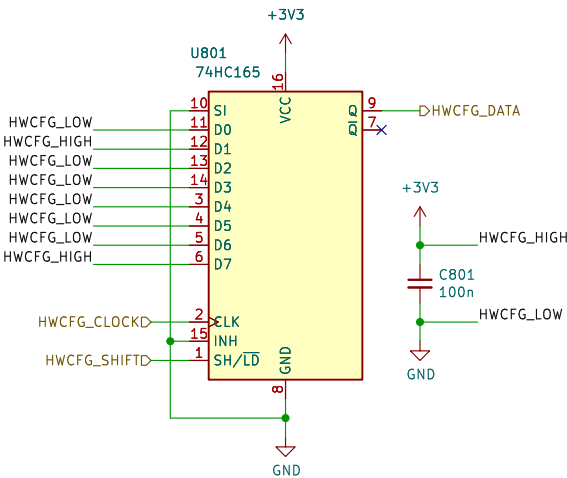 +3V3
U801
74HC165
16
VCC
10
SI
HWCFG_LOW
11
D0
HWCFG_HIGH
12
D1
HWCFG_LOW
13
D2
HWCFG_LOW
14
D3
HWCFG_LOW
3
D4
HWCFG_LOW
4
D5
HWCFG_LOW
5
D6
HWCFG_HIGH
6
D7
HWCFG_CLOCK
2
CLK
15
INH
HWCFG_SHIFT
1
SH/L̅D̅
Q
9
HWCFG_DATA
Q̅
7
GND
8
GND
+3V3
HWCFG_HIGH
C801
100n
HWCFG_LOW
GND